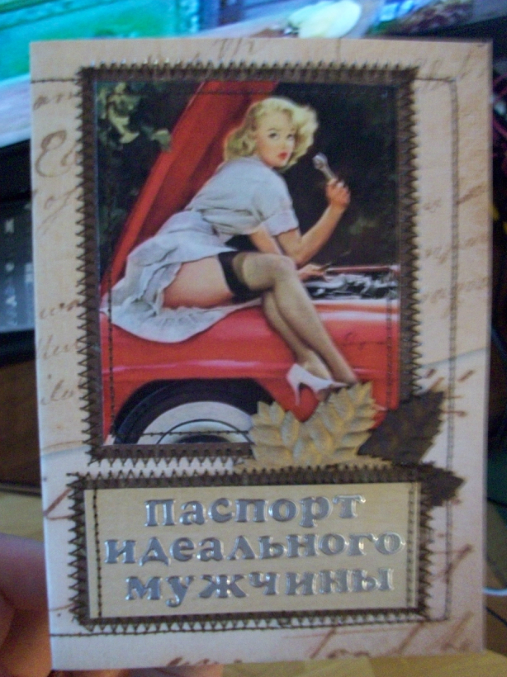 паспорт
идеального
мужчины